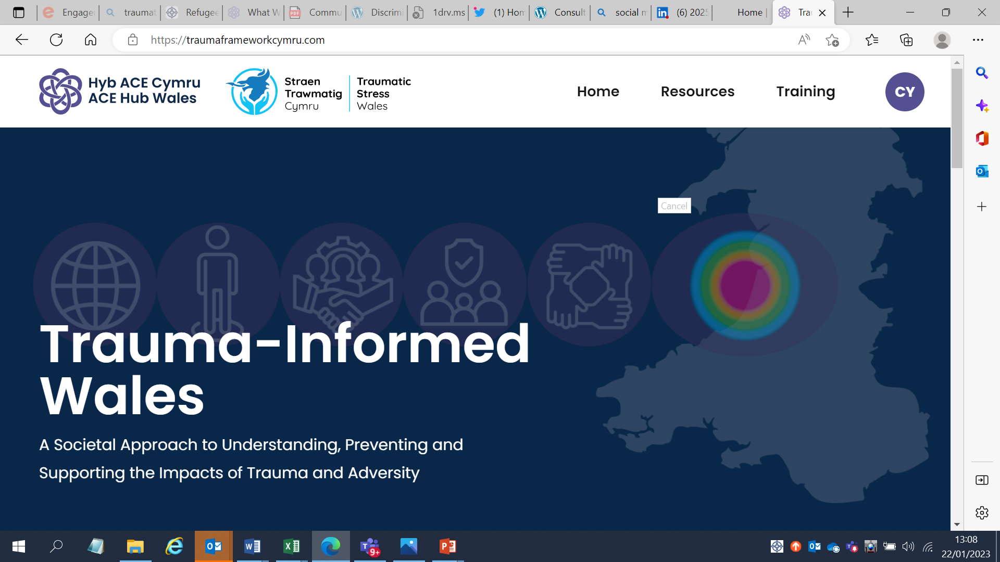 Engage
traumat
Refugee
What W
Commu
Discrimi
1drv.ms
(1) Hom
Consult
social m
(6) 2025
Home |
Tra
https://traumaframeworkcymru.com
Hyb ACE Cymru
ACE Hub Wales
Straen
Trawmatig
Cymru
Traumatic
Stress
Wales
Home
Resources
Training
CY
Cancel
Trauma-Informed
Wales
A Societal Approach to Understanding, Preventing and
Supporting the Impacts of Trauma and Adversity
9+
13:08
22/01/2023